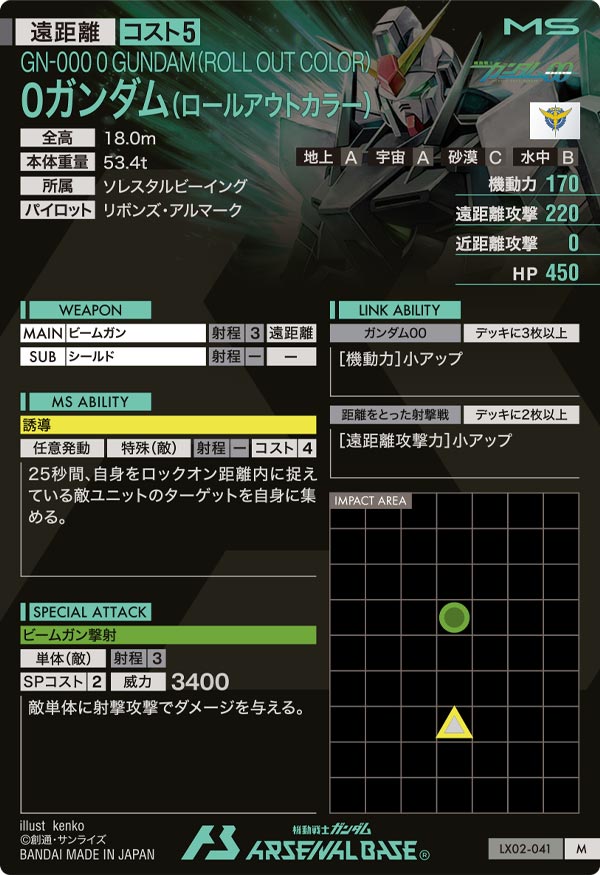 遠距離 コスト5
MS
GN-000 0 GUNDAM (ROLL OUT COLOR)
0ガンダム(ロールアウトカラー)
全高 18.0m
本体重量 53.4t
所属 ソレスタルビーイング
パイロット リボンズ・アルマーク
地上 A 宇宙 A 砂漠 C 水中 B
機動力 170
遠距離攻撃 220
近距離攻撃 0
HP 450
WEAPON
MAIN ビームガン 射程 3 遠距離
SUB シールド 射程 ー ー
MS ABILITY
誘導
任意発動 特殊(敵) 射程 ー コスト 4
25秒間、自身をロックオン距離内に捉え
ている敵ユニットのターゲットを自身に集
める。
SPECIAL ATTACK
ビームガン撃射
単体(敵) 射程 3
SPコスト 2 威力 3400
敵単体に射撃攻撃でダメージを与える。
LINK ABILITY
ガンダム00 デッキに3枚以上
[機動力]小アップ
距離をとった射撃戦 デッキに2枚以上
[遠距離攻撃力]小アップ
IMPACT AREA
illust kenko
©創通・サンライズ
BANDAI MADE IN JAPAN
機動戦士ガンダム
ARSENAL BASE®
LX02-041 M